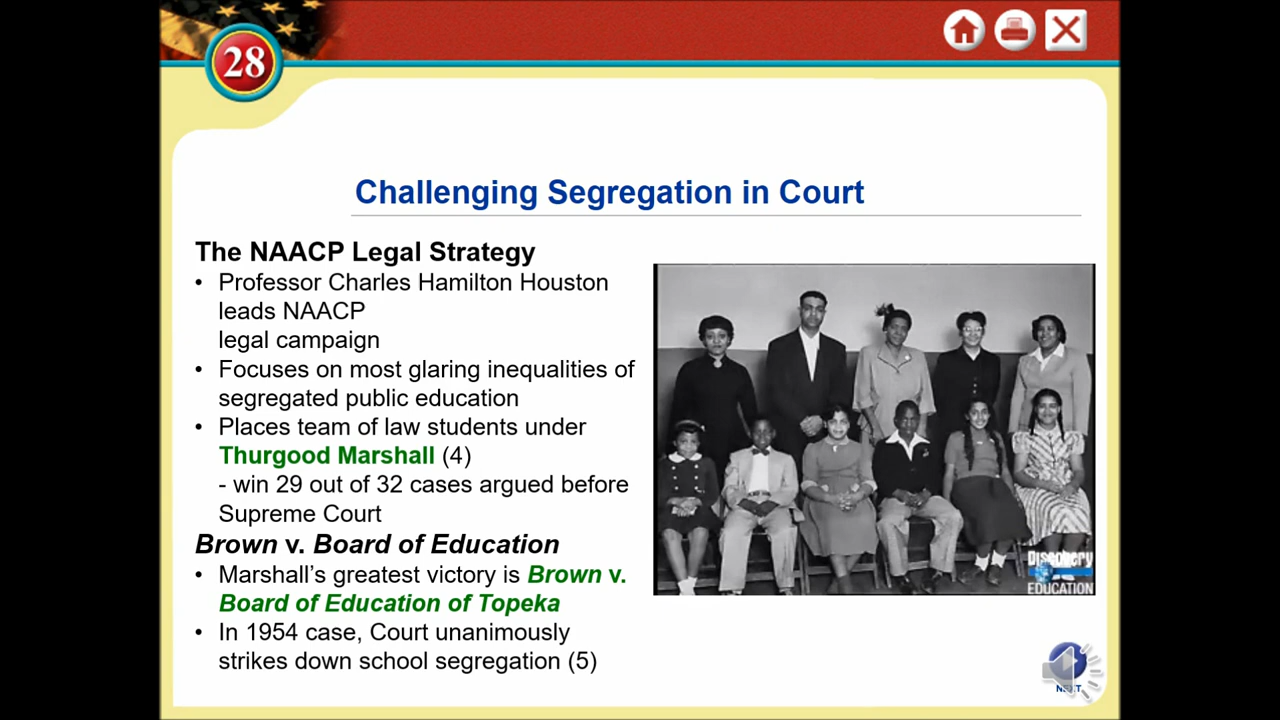 28
Challenging Segregation in Court
The NAACP Legal Strategy
• Professor Charles Hamilton Houston
leads NAACP
legal campaign
• Focuses on most glaring inequalities of
segregated public education
• Places team of law students under
Thurgood Marshall (4)
- win 29 out of 32 cases argued before
Supreme Court
Brown v. Board of Education
• Marshall’s greatest victory is Brown v.
Board of Education of Topeka
• In 1954 case, Court unanimously
strikes down school segregation (5)
Discovery
EDUCATION
NEXT